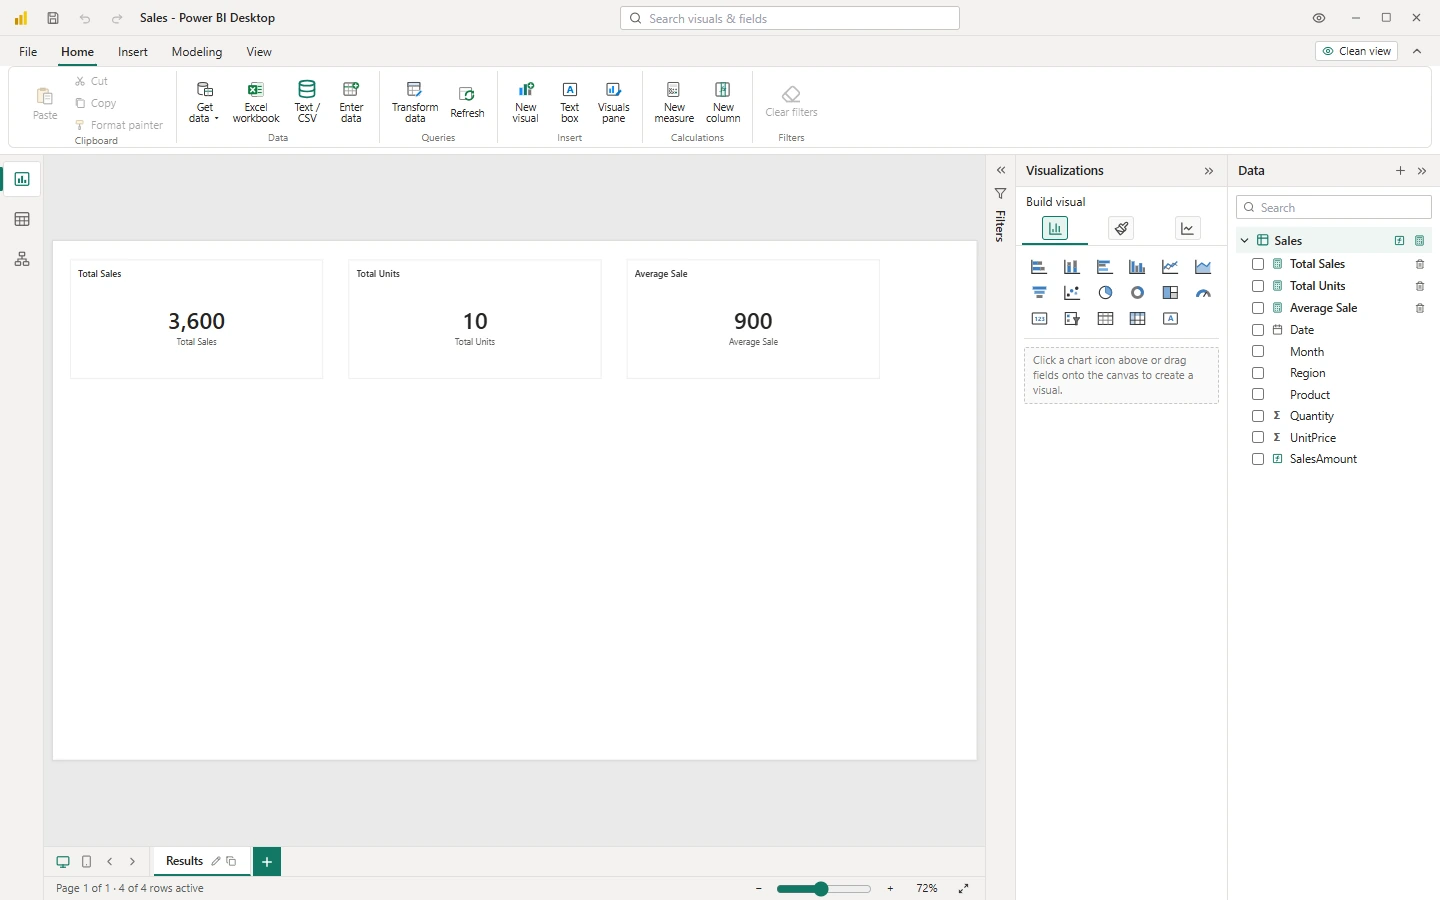 Sales - Power BI Desktop
Search visuals & fields
File
Home
Insert
Modeling
View
Clean view
Paste
Cut
Copy
Format painter
Clipboard
Get data
Excel workbook
Text / CSV
Enter data
Data
Transform data
Refresh
Queries
New visual
Text box
Visuals pane
Insert
New measure
New column
Calculations
Clear filters
Filters
Total Sales
3,600
Total Sales
Total Units
10
Total Units
Average Sale
900
Average Sale
Filters
Visualizations
Build visual
Click a chart icon above or drag
fields onto the canvas to create a
visual.
Data
Search
Sales
Total Sales
Total Units
Average Sale
Date
Month
Region
Product
Σ Quantity
Σ UnitPrice
SalesAmount
Results
Page 1 of 1 · 4 of 4 rows active
72%